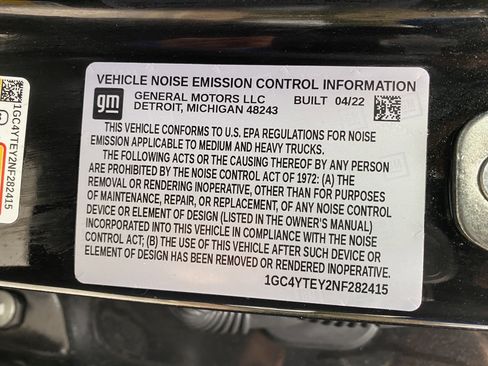 VEHICLE NOISE EMISSION CONTROL INFORMATION
gm
GENERAL MOTORS LLC BUILT 04/22
DETROIT, MICHIGAN 48243
THIS VEHICLE CONFORMS TO U.S. EPA REGULATIONS FOR NOISE
EMISSION APPLICABLE TO MEDIUM AND HEAVY TRUCKS.
THE FOLLOWING ACTS OR THE CAUSING THEREOF BY ANY PERSON
ARE PROHIBITED BY THE NOISE CONTROL ACT OF 1972: (A) THE
REMOVAL OR RENDERING INOPERATIVE, OTHER THAN FOR PURPOSES
OF MAINTENANCE, REPAIR, OR REPLACEMENT, OF ANY NOISE CONTROL
DEVICE OR ELEMENT OF DESIGN (LISTED IN THE OWNER'S MANUAL)
INCORPORATED INTO THIS VEHICLE IN COMPLIANCE WITH THE NOISE
CONTROL ACT; (B) THE USE OF THIS VEHICLE AFTER SUCH DEVICE OR
ELEMENT OF DESIGN HAS BEEN REMOVED OR RENDERED INOPERATIVE.
1GC4YTEY2NF282415
1GC4YTEY2NF282415